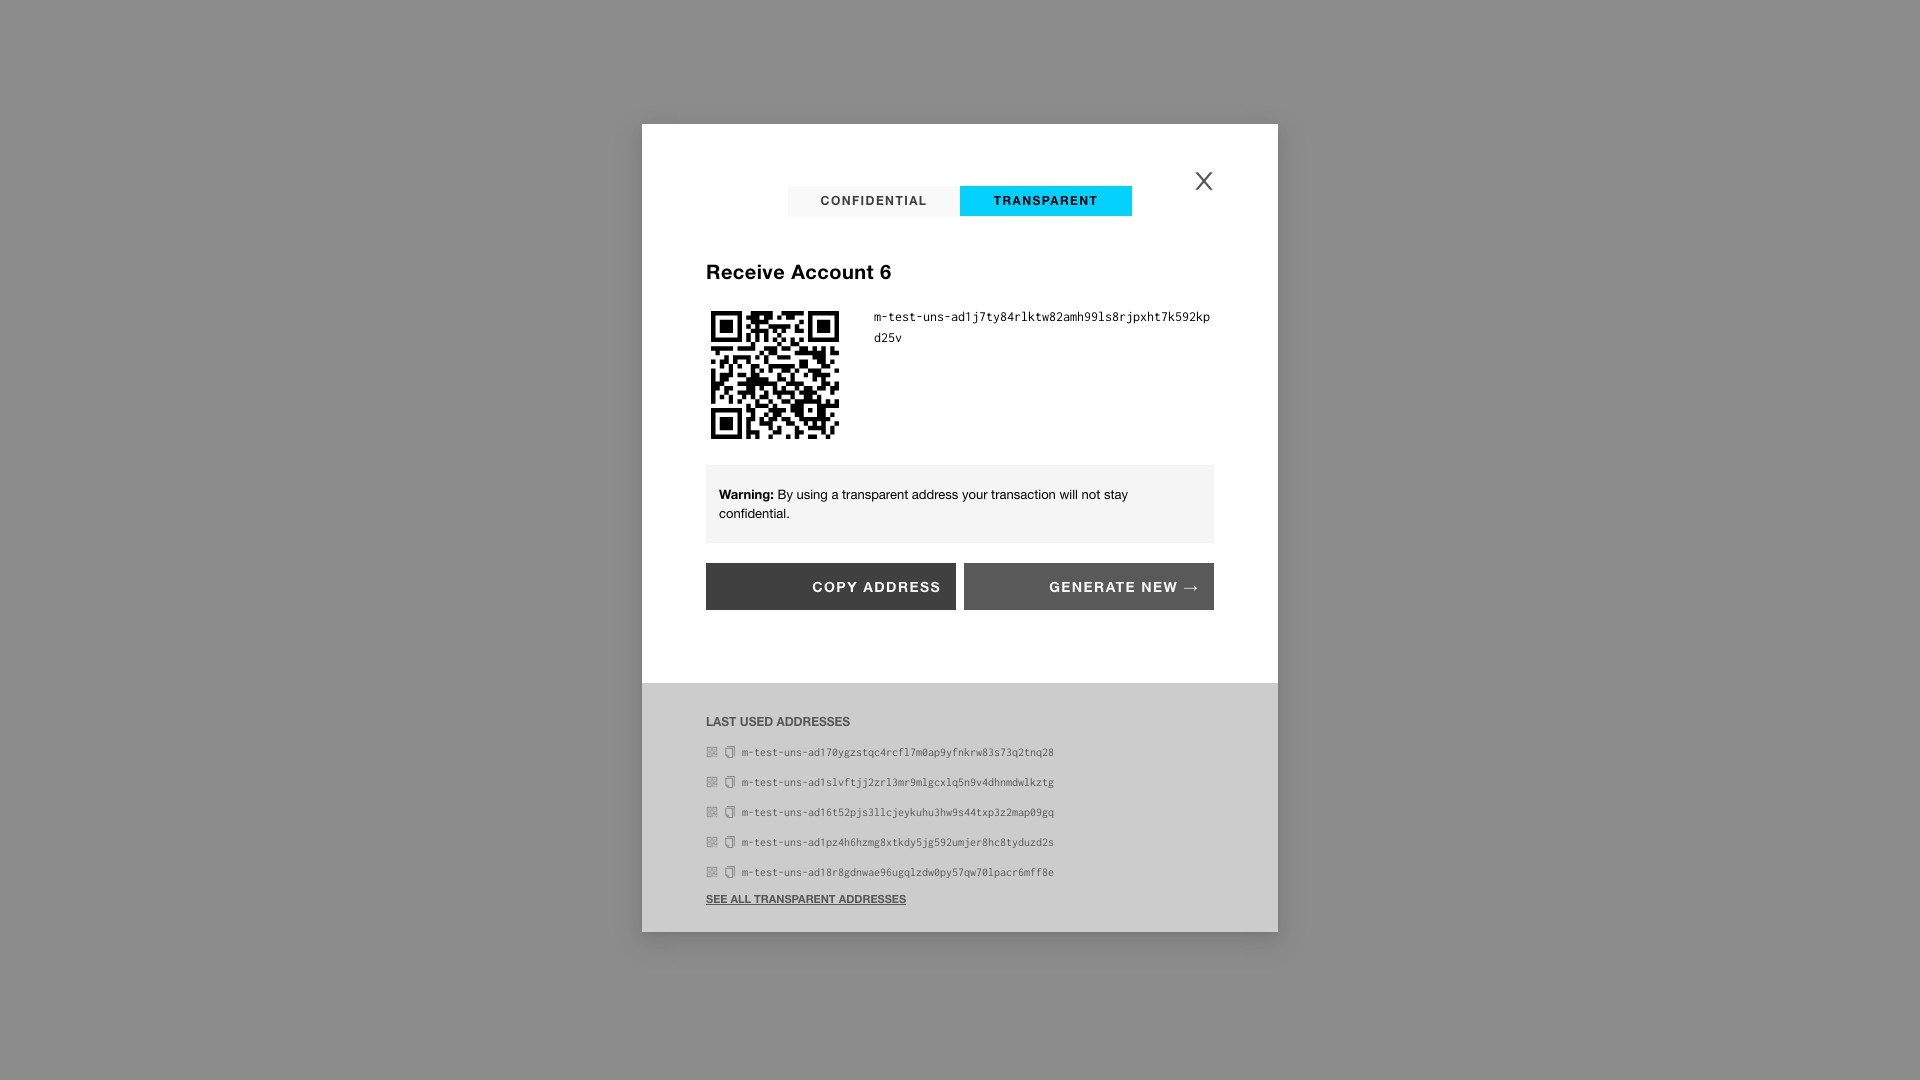 X
CONFIDENTIAL TRANSPARENT
Receive Account 6
m-test-uns-ad1j7ty84rlktw82amh99ls8rjpxht7k592kp
d25v
Warning: By using a transparent address your transaction will not stay
confidential.
COPY ADDRESS GENERATE NEW →
LAST USED ADDRESSES
m-test-uns-ad170ygzstqc4rcfl7m0ap9yfnkrw83s73q2tnq28
m-test-uns-ad1slvftjj2zrl3mr9mlgcxlq5n9v4dhnmdwlkztg
m-test-uns-ad16t52pjs3llcjeykuhu3hw9s44txp3z2map09gq
m-test-uns-ad1pz4h6hzmg8xtkdy5jg592umjer8hc8tyduzd2s
m-test-uns-ad18r8gdnwae96ugqlzdw0py57qw70lpacr6mff8e
SEE ALL TRANSPARENT ADDRESSES